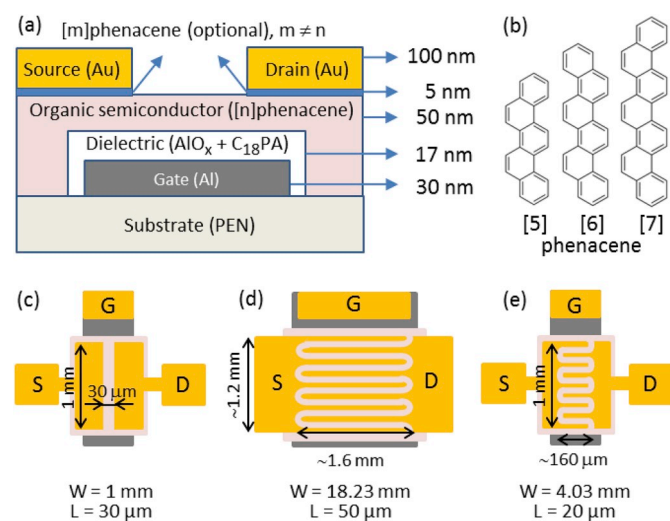 (a)
[m]phenacene (optional), m ≠ n
Source (Au)
Drain (Au)
100 nm
5 nm
Organic semiconductor ([n]phenacene)
50 nm
Dielectric (AlOₓ + C₁₈PA)
17 nm
Gate (Al)
30 nm
Substrate (PEN)
(b)
[5] [6] [7]
phenacene
(c)
G
S
1 mm
30 µm
D
W = 1 mm
L = 30 µm
(d)
G
~1.2 mm
S
D
~1.6 mm
W = 18.23 mm
L = 50 µm
(e)
G
S
1 mm
D
~160 µm
W = 4.03 mm
L = 20 µm